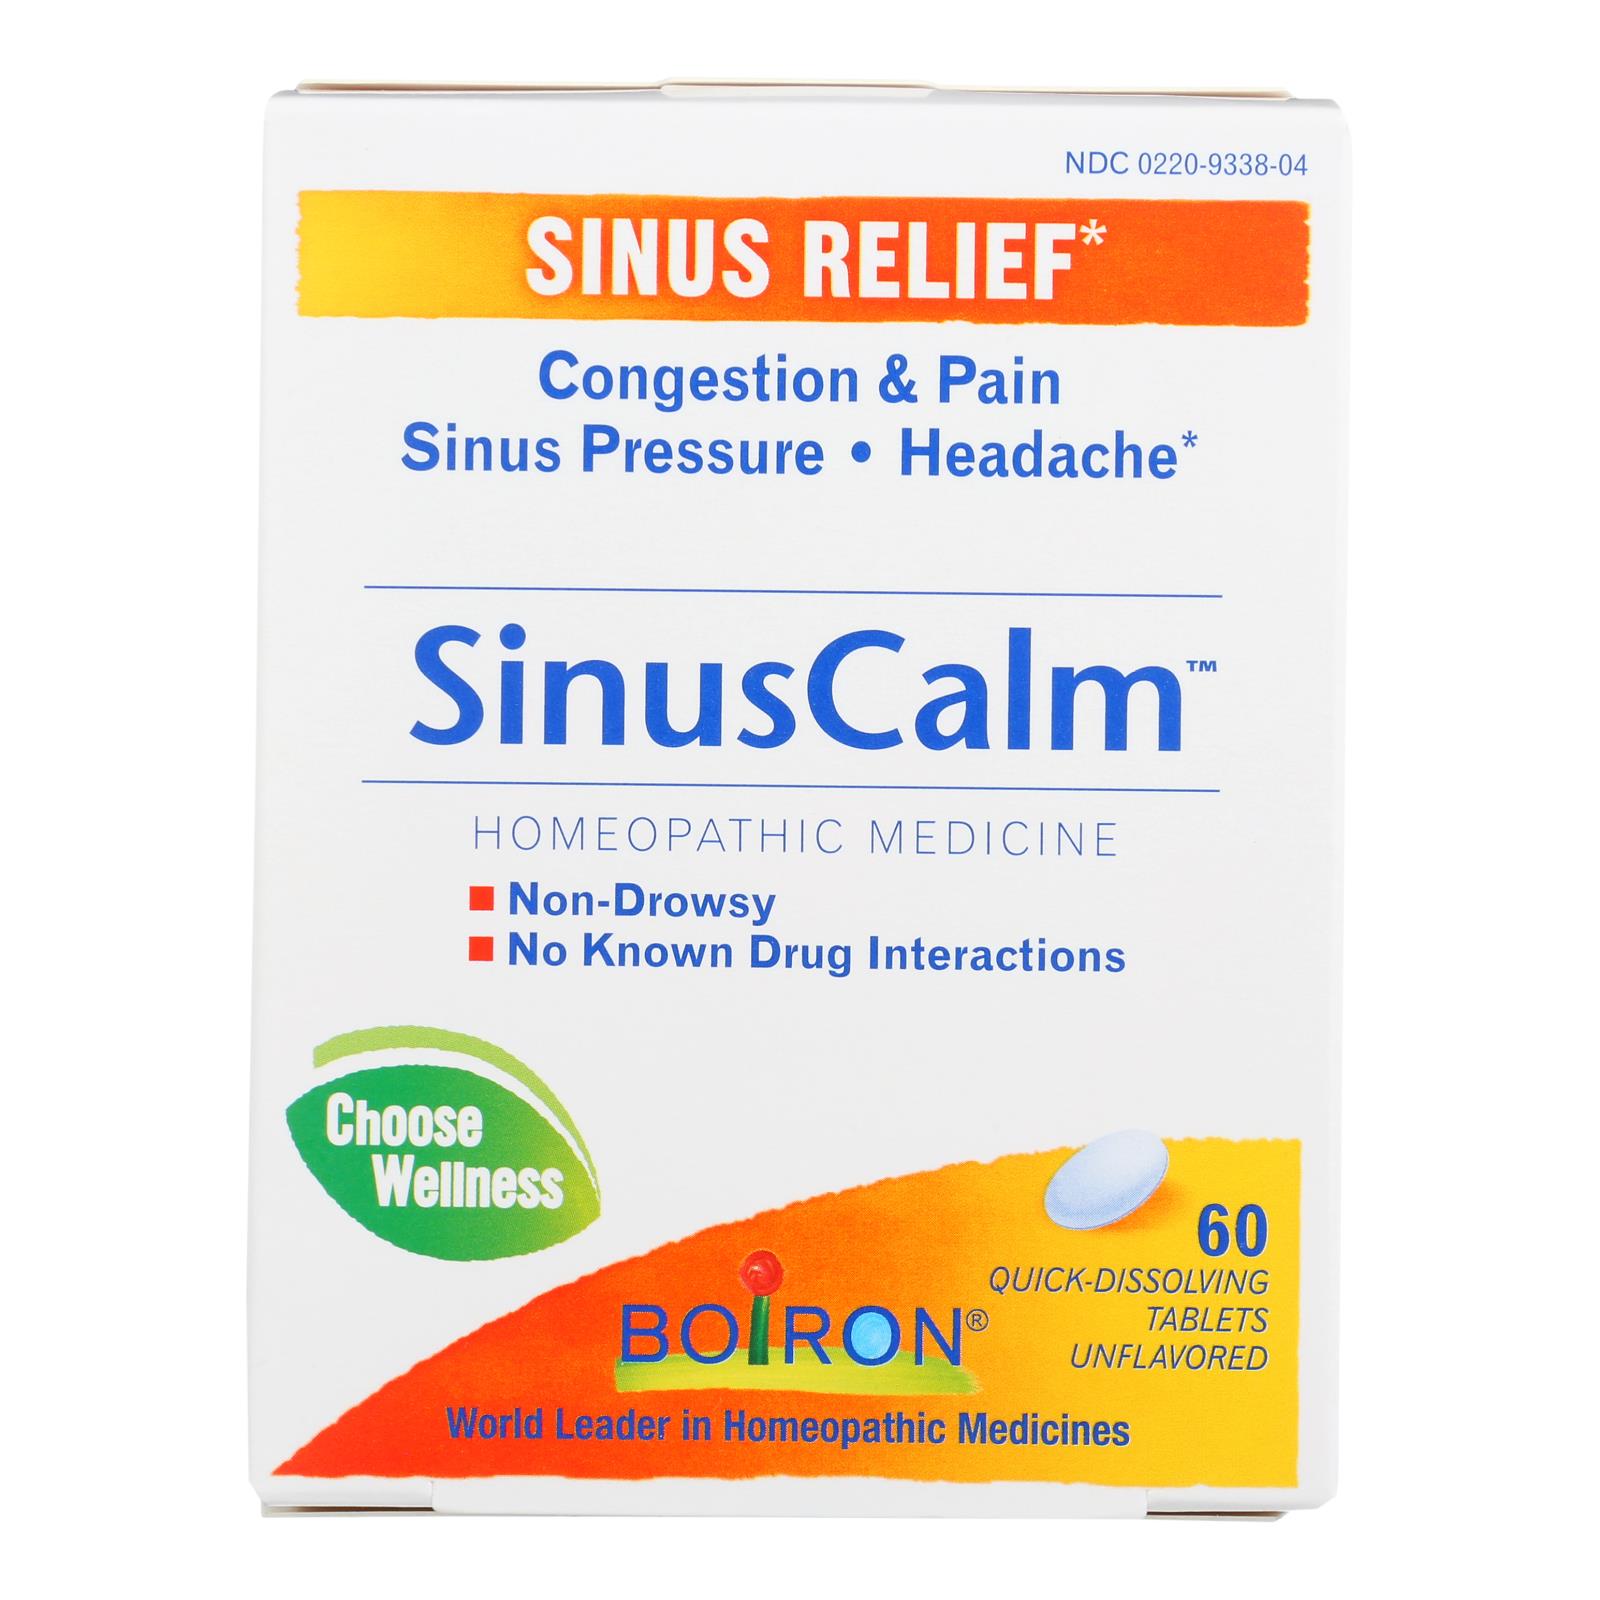 NDC 0220-9338-04
SINUS RELIEF*
Congestion & Pain
Sinus Pressure • Headache*
SinusCalm™
HOMEOPATHIC MEDICINE
■ Non-Drowsy
■ No Known Drug Interactions
Choose
Wellness
60
QUICK-DISSOLVING
TABLETS
UNFLAVORED
BOIRON®
World Leader in Homeopathic Medicines